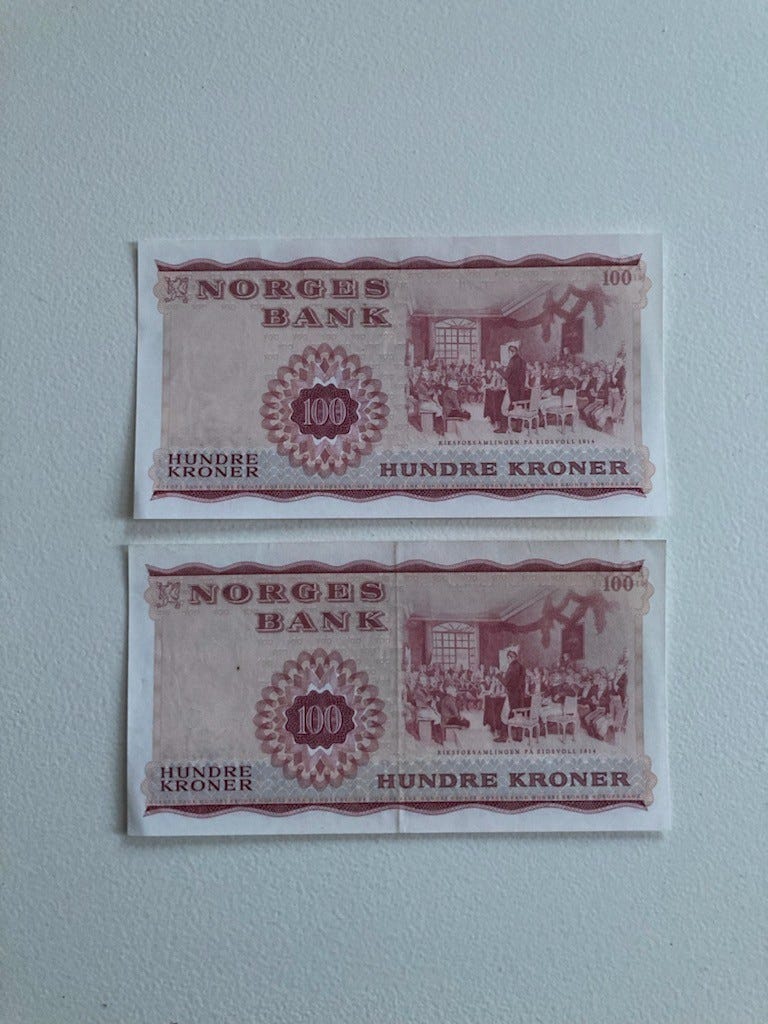 100
NORGES
BANK
100
RIKSFORSAMLINGEN PÅ EIDSVOLL 1814
HUNDRE
KRONER
HUNDRE KRONER
100
NORGES
BANK
100
RIKSFORSAMLINGEN PÅ EIDSVOLL 1814
HUNDRE
KRONER
HUNDRE KRONER